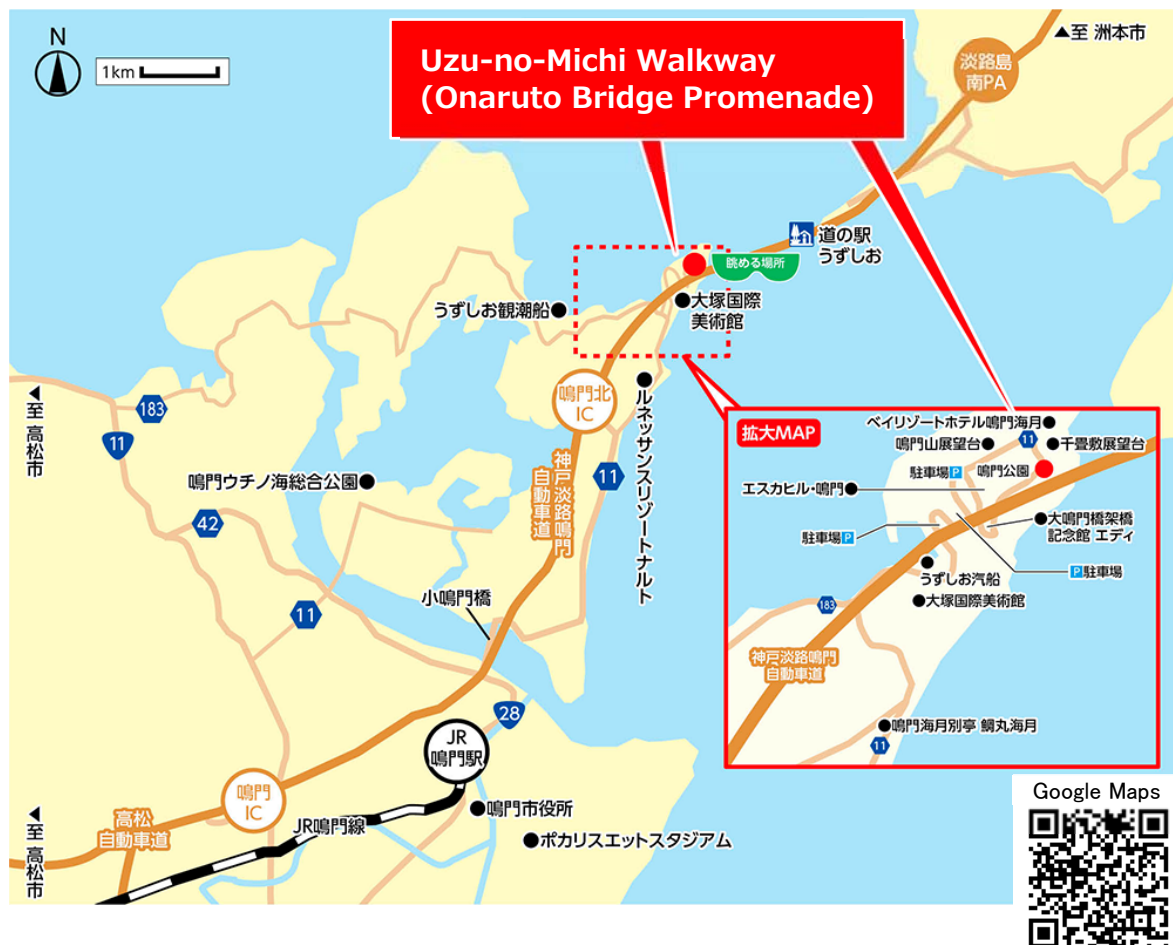 N
1km
Uzu-no-Michi Walkway
(Onaruto Bridge Promenade)
▲至 洲本市
淡路島
南PA
道の駅
うずしお
眺める場所
大塚国際
美術館
うずしお観潮船
鳴門北
IC
ルネッサンスリゾートナルト
▲至 高松市
183
11
鳴門ウチノ海総合公園
42
11
神戸淡路鳴門
自動車道
11
小鳴門橋
28
JR
鳴門駅
鳴門
IC
高松
自動車道
JR鳴門線
鳴門市役所
ポカリスエットスタジアム
▲至 高松市
拡大MAP
ベイリゾートホテル鳴門海月
鳴門山展望台
11
千畳敷展望台
駐車場 P
鳴門公園
エスカヒル・鳴門
大鳴門橋架橋
記念館 エディ
駐車場 P
うずしお汽船
P 駐車場
183
大塚国際美術館
神戸淡路鳴門
自動車道
鳴門海月別亭 鯛丸海月
11
Google Maps